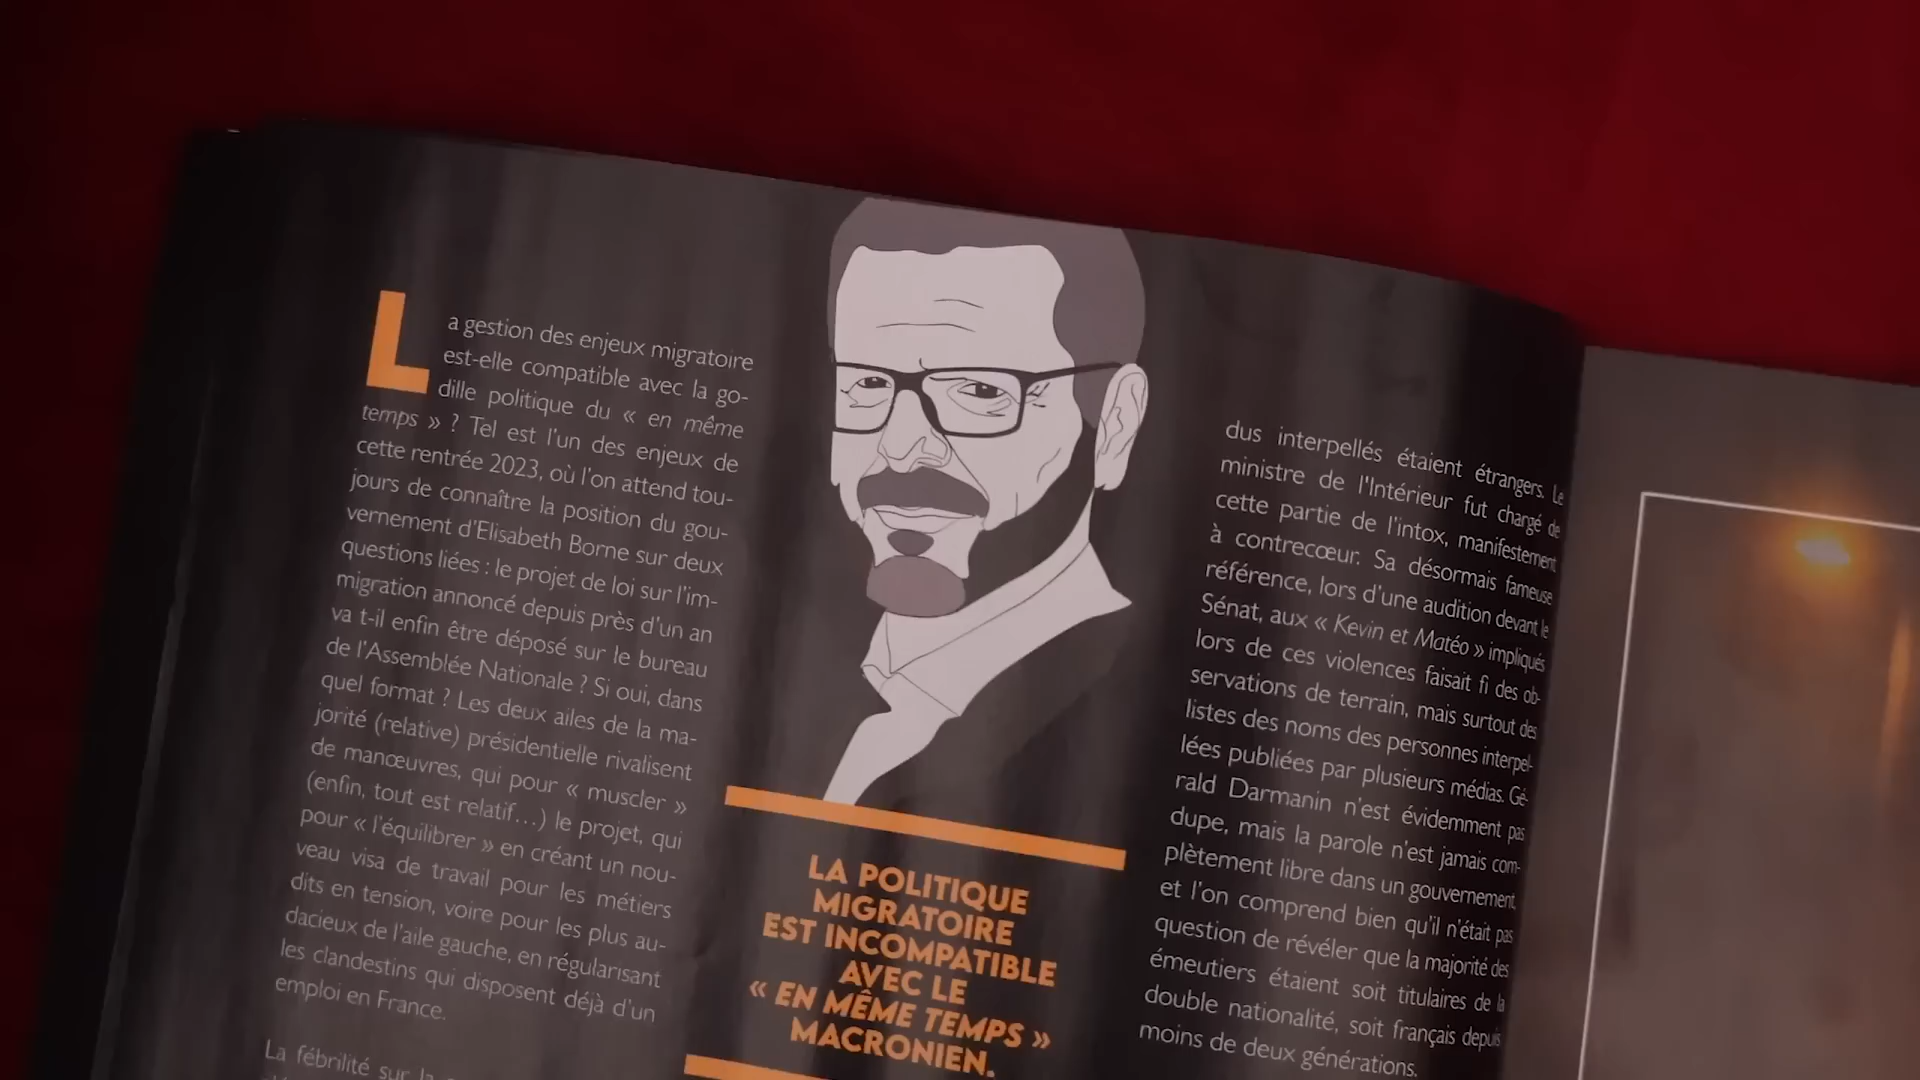 La gestion des enjeux migratoire
est-elle compatible avec la go-
dille politique du « en même
temps » ? Tel est l'un des enjeux de
cette rentrée 2023, où l'on attend tou-
jours de connaître la position du gou-
vernement d'Elisabeth Borne sur deux
questions liées : le projet de loi sur l'im-
migration annoncé depuis près d'un an
va t-il enfin être déposé sur le bureau
de l'Assemblée Nationale ? Si oui, dans
quel format ? Les deux ailes de la ma-
jorité (relative) présidentielle rivalisent
de manœuvres, qui pour « muscler »
(enfin, tout est relatif…) le projet, qui
pour « l'équilibrer » en créant un nou-
veau visa de travail pour les métiers
dits en tension, voire pour les plus au-
dacieux de l'aile gauche, en régularisant
les clandestins qui disposent déjà d'un
emploi en France.
La fébrilité sur la
LA POLITIQUE
MIGRATOIRE
EST INCOMPATIBLE
AVEC LE
« EN MÊME TEMPS »
MACRONIEN.
dus interpellés étaient étrangers. Le
ministre de l'Intérieur fut chargé de
cette partie de l'intox, manifestement
à contrecœur. Sa désormais fameuse
référence, lors d'une audition devant le
Sénat, aux « Kevin et Matéo » impliqués
lors de ces violences faisait fi des ob-
servations de terrain, mais surtout des
listes des noms des personnes interpel-
lées publiées par plusieurs médias. Gé-
rald Darmanin n'est évidemment pas
dupe, mais la parole n'est jamais com-
plètement libre dans un gouvernement,
et l'on comprend bien qu'il n'était pas
question de révéler que la majorité des
émeutiers étaient soit titulaires de la
double nationalité, soit français depuis
moins de deux générations.